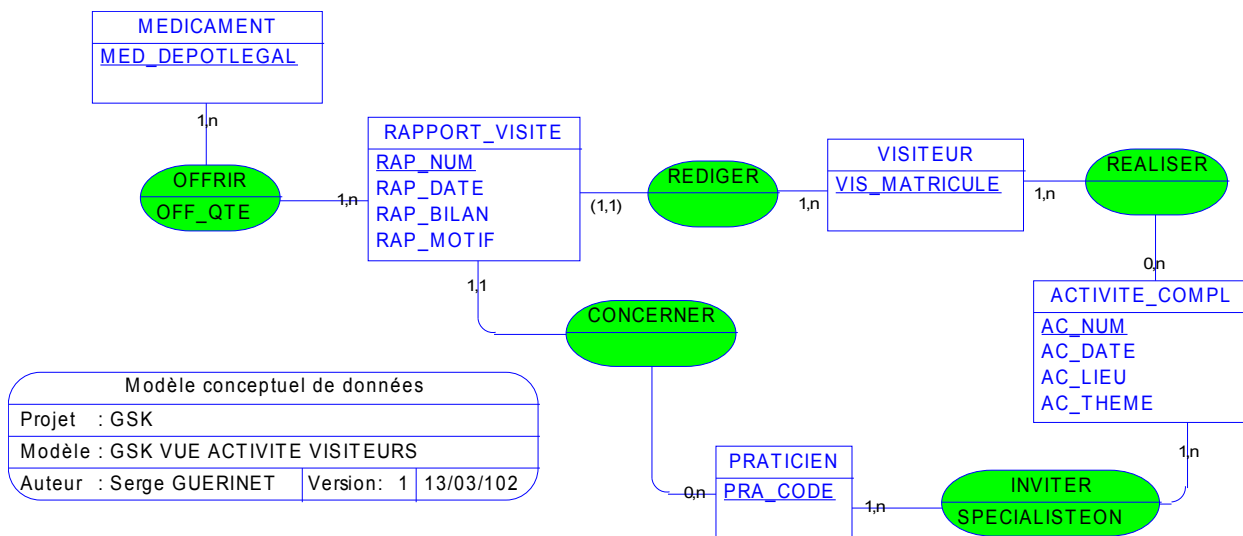 MEDICAMENT
MED_DEPOTLEGAL
1,n
OFFRIR
OFF_QTE
1,n
RAPPORT_VISITE
RAP_NUM
RAP_DATE
RAP_BILAN
RAP_MOTIF
(1,1)
REDIGER
1,n
VISITEUR
VIS_MATRICULE
1,n
REALISER
0,n
ACTIVITE_COMPL
AC_NUM
AC_DATE
AC_LIEU
AC_THEME
1,n
1,1
CONCERNER
0,n
PRATICIEN
PRA_CODE
1,n
INVITER
SPECIALISTEON
Modèle conceptuel de données
Projet : GSK
Modèle : GSK VUE ACTIVITE VISITEURS
Auteur : Serge GUERINET Version: 1 13/03/102